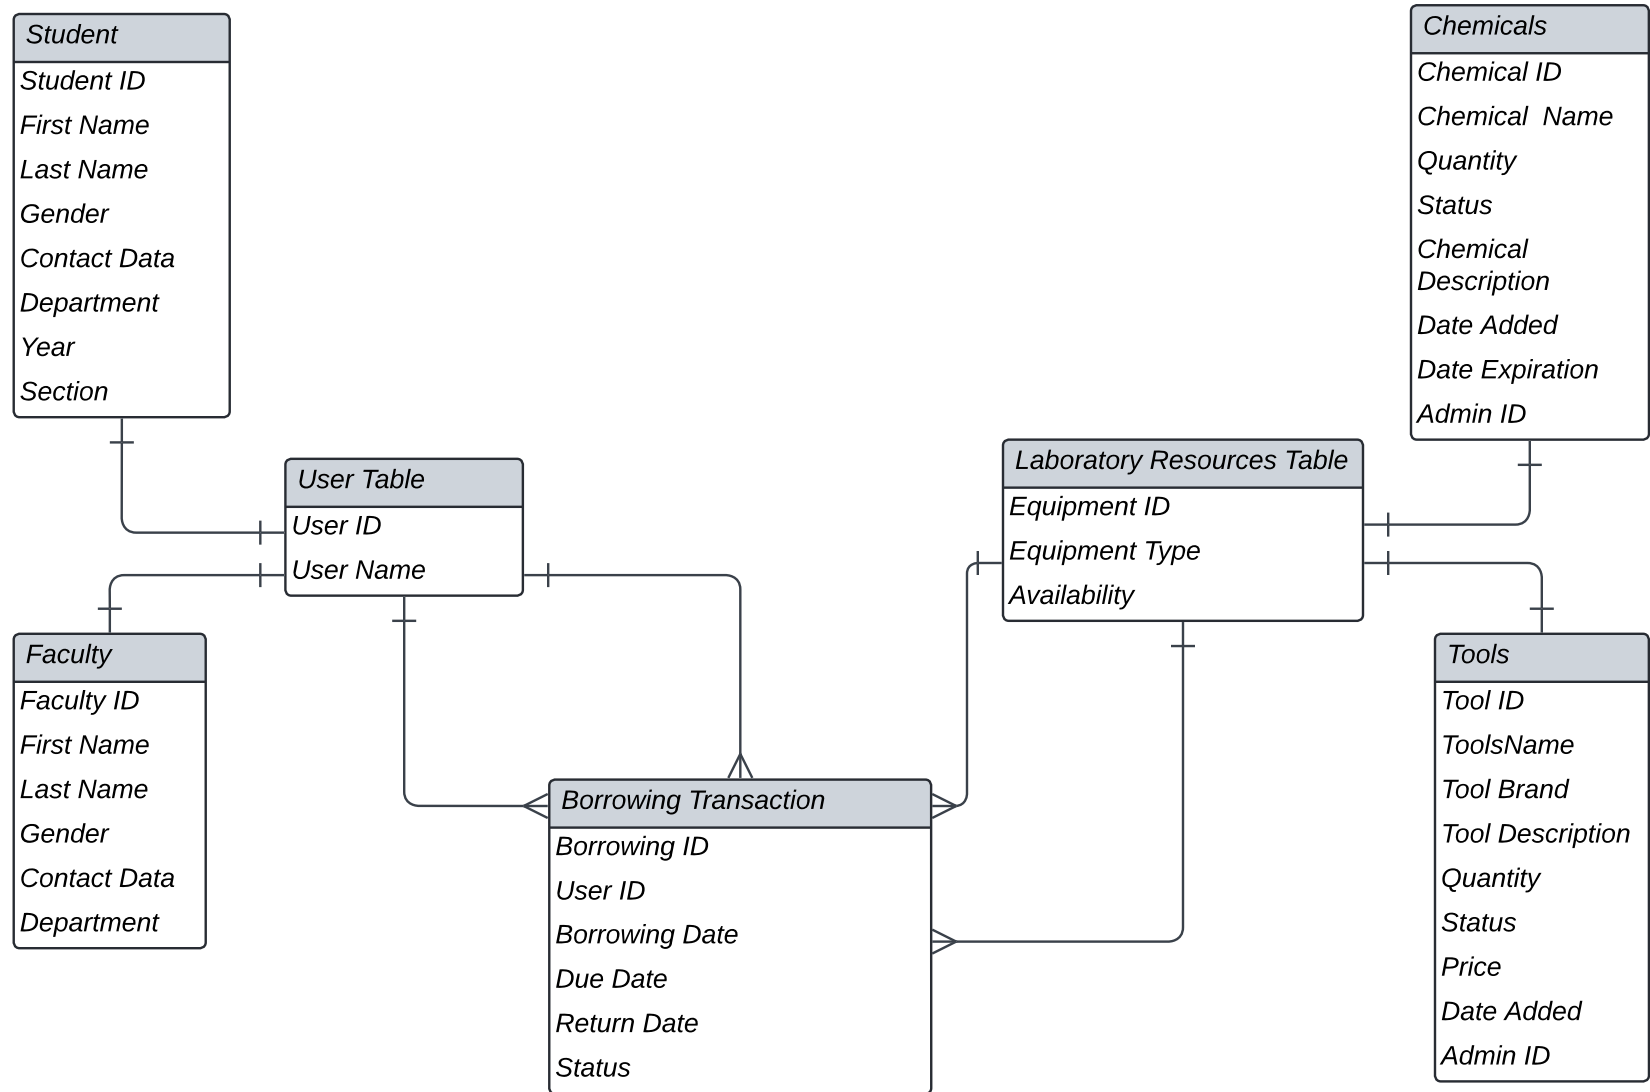 Student
Student ID
First Name
Last Name
Gender
Contact Data
Department
Year
Section
Chemicals
Chemical ID
Chemical  Name
Quantity
Status
Chemical
Description
Date Added
Date Expiration
Admin ID
User Table
User ID
User Name
Laboratory Resources Table
Equipment ID
Equipment Type
Availability
Faculty
Faculty ID
First Name
Last Name
Gender
Contact Data
Department
Borrowing Transaction
Borrowing ID
User ID
Borrowing Date
Due Date
Return Date
Status
Tools
Tool ID
ToolsName
Tool Brand
Tool Description
Quantity
Status
Price
Date Added
Admin ID